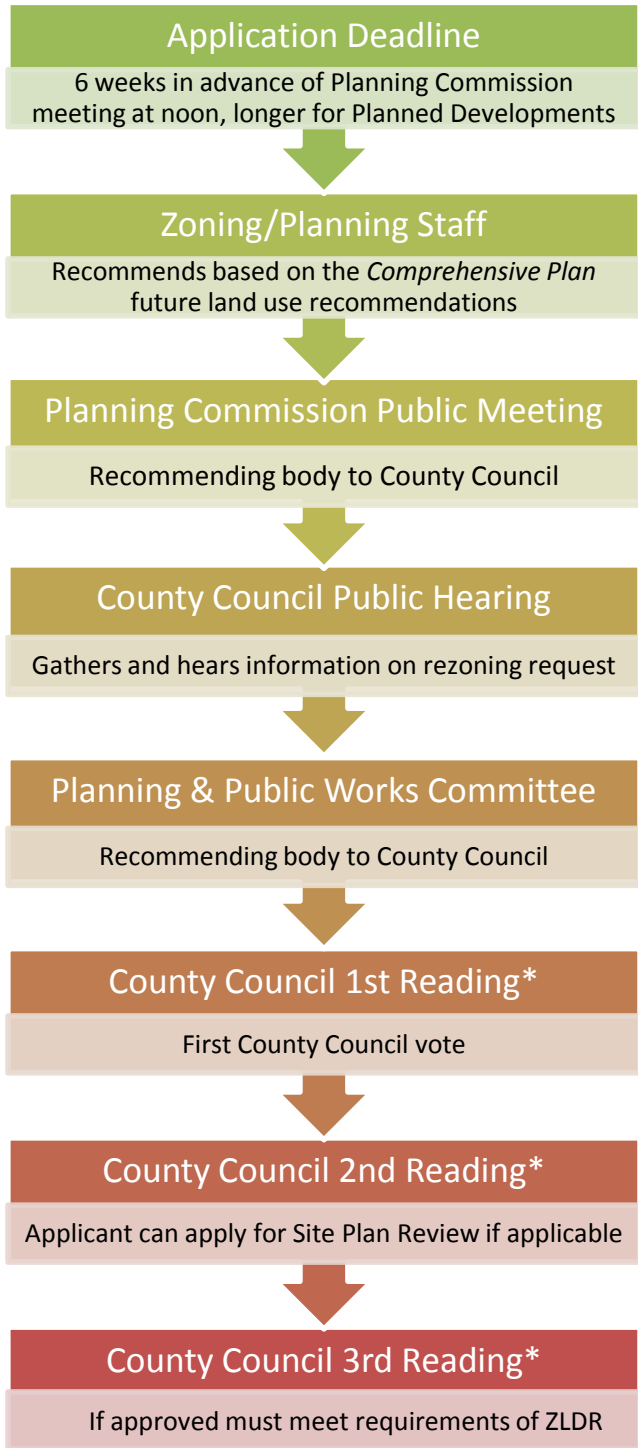 Application Deadline
6 weeks in advance of Planning Commission
meeting at noon, longer for Planned Developments
Zoning/Planning Staff
Recommends based on the Comprehensive Plan
future land use recommendations
Planning Commission Public Meeting
Recommending body to County Council
County Council Public Hearing
Gathers and hears information on rezoning request
Planning & Public Works Committee
Recommending body to County Council
County Council 1st Reading*
First County Council vote
County Council 2nd Reading*
Applicant can apply for Site Plan Review if applicable
County Council 3rd Reading*
If approved must meet requirements of ZLDR